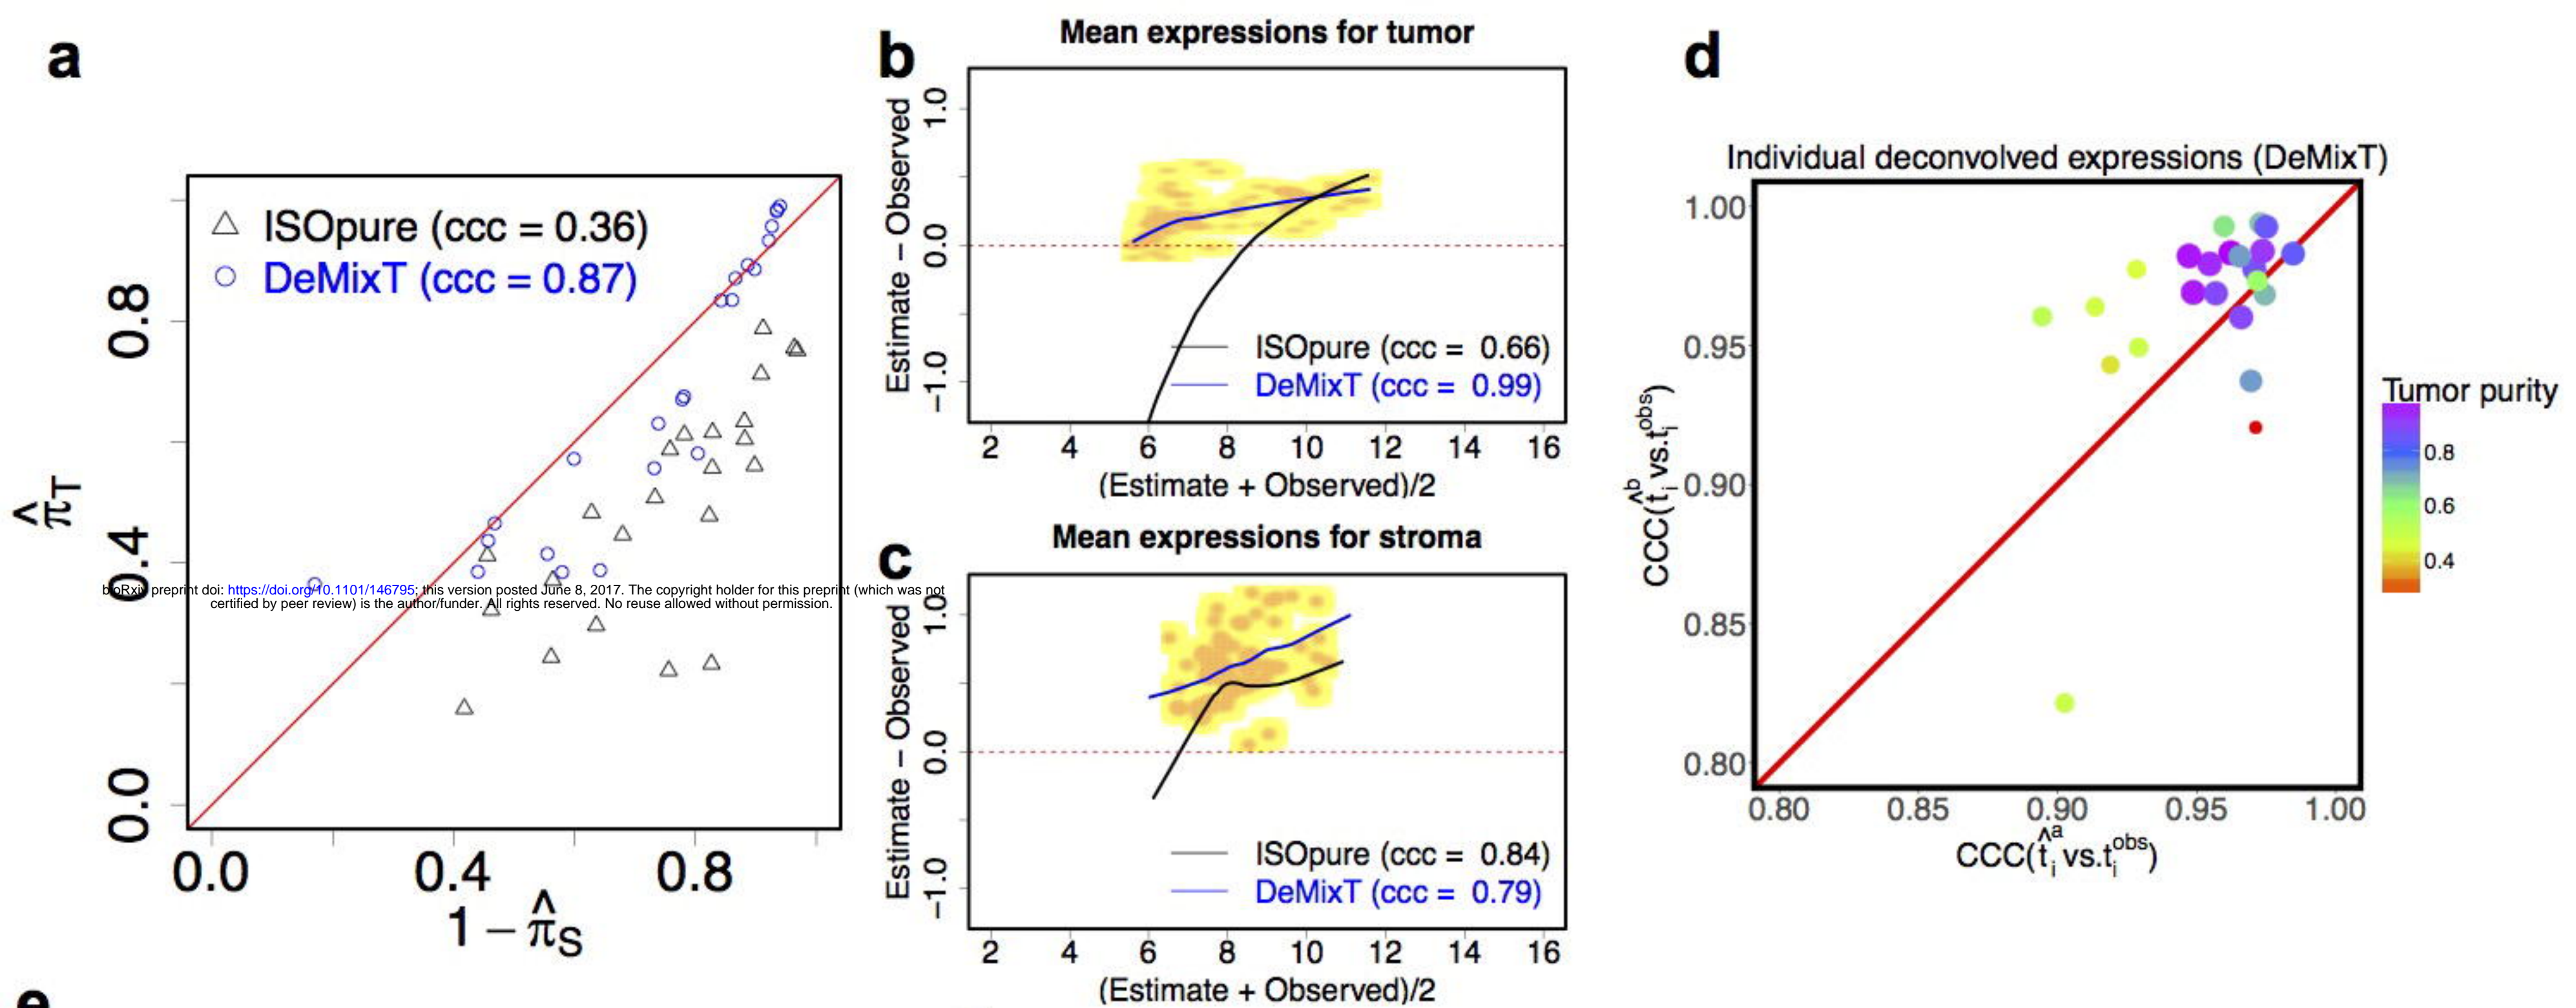 a
ISOpure (ccc = 0.36)
DeMixT (ccc = 0.87)
0.0 0.4 0.8
π̂T
0.0 0.4 0.8
1 − π̂S
bioRxiv preprint doi: https://doi.org/10.1101/146795; this version posted June 8, 2017. The copyright holder for this preprint (which was not
certified by peer review) is the author/funder. All rights reserved. No reuse allowed without permission.
b
Mean expressions for tumor
Estimate − Observed
1.0
0.0
−1.0
ISOpure (ccc = 0.66)
DeMixT (ccc = 0.99)
2 4 6 8 10 12 14 16
(Estimate + Observed)/2
c
Mean expressions for stroma
Estimate − Observed
1.0
0.0
−1.0
ISOpure (ccc = 0.84)
DeMixT (ccc = 0.79)
2 4 6 8 10 12 14 16
(Estimate + Observed)/2
d
Individual deconvolved expressions (DeMixT)
1.00
0.95
0.90
0.85
0.80
CCC(t̂ᵢᵇ vs.tᵢᵒᵇˢ)
0.80 0.85 0.90 0.95 1.00
CCC(t̂ᵢᵃ vs.tᵢᵒᵇˢ)
Tumor purity
0.8
0.6
0.4
e